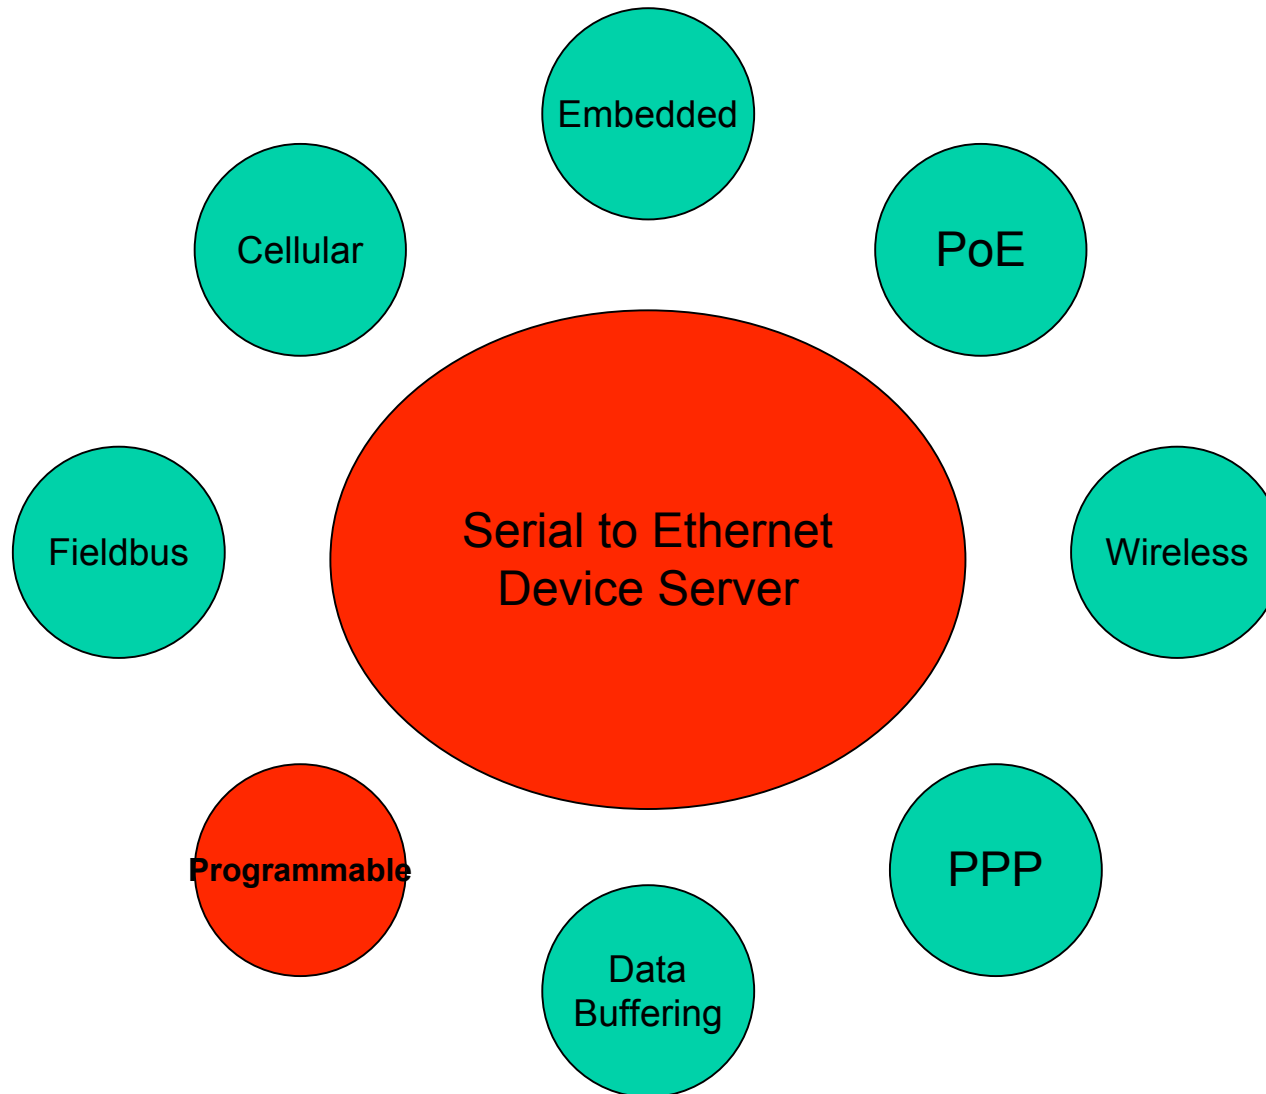 Embedded
Cellular
PoE
Serial to Ethernet
Device Server
Fieldbus
Wireless
Programmable
PPP
Data
Buffering